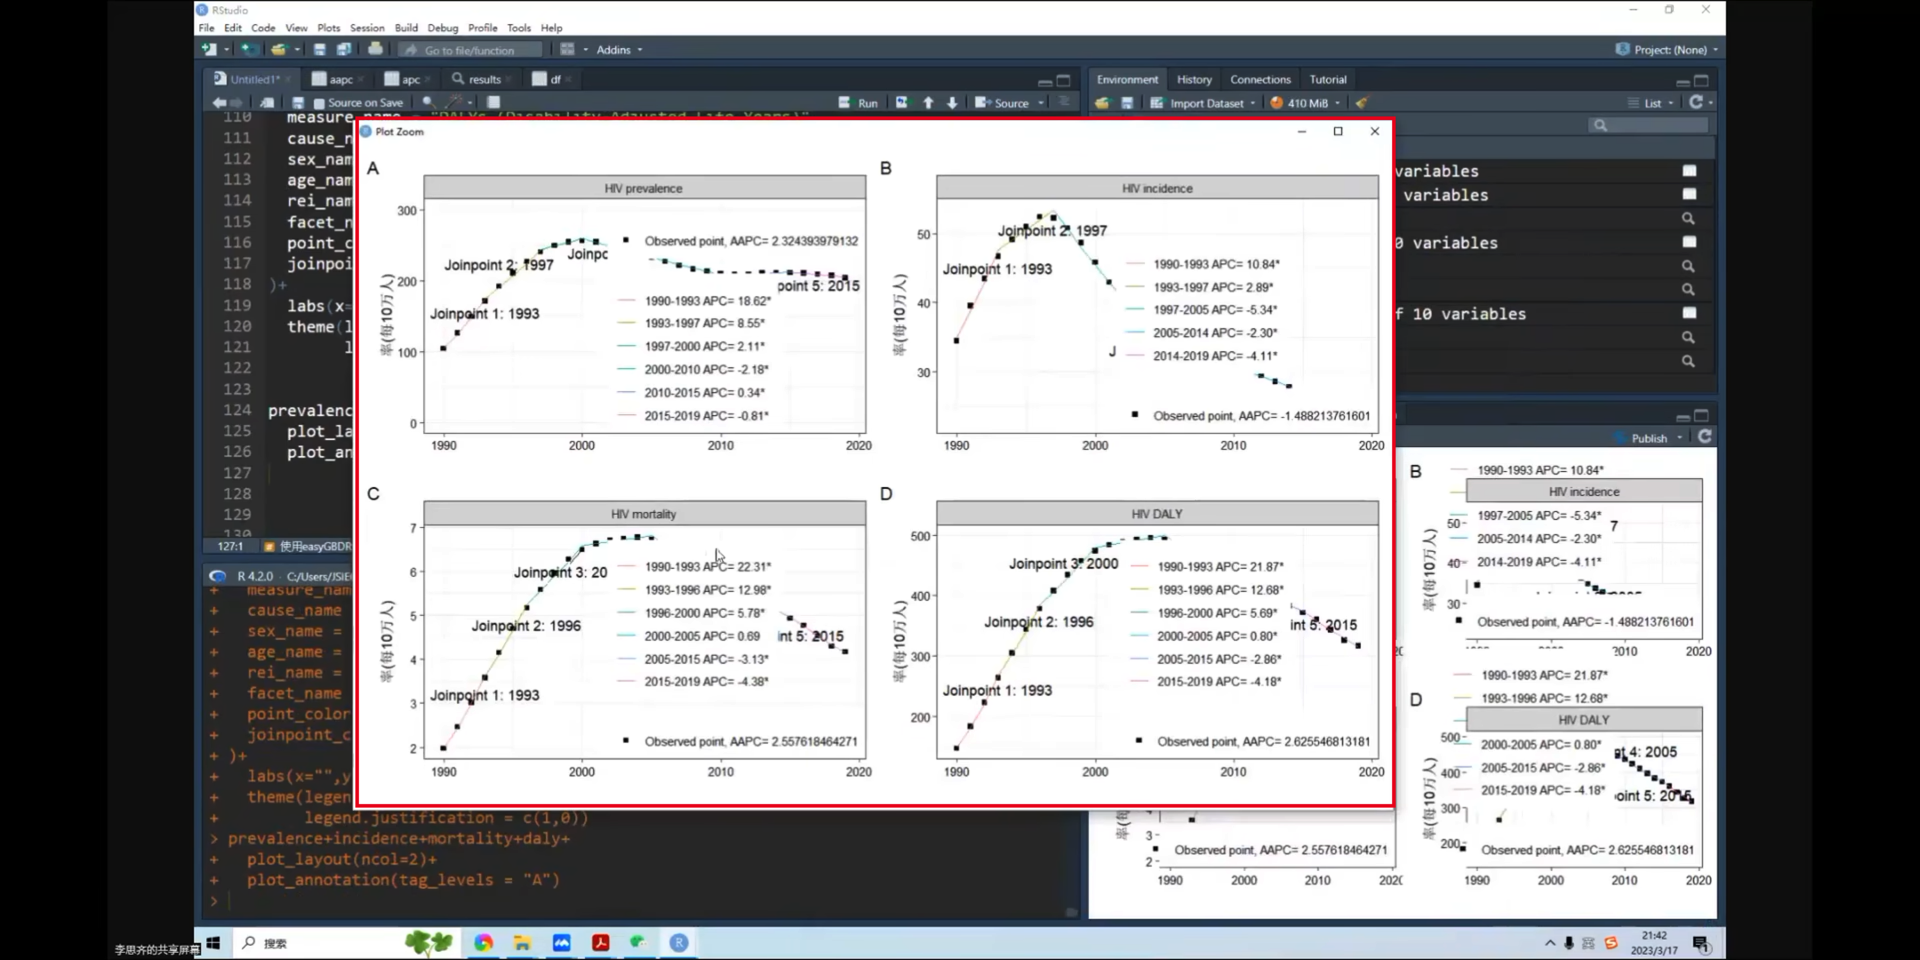 RStudio
File Edit Code View Plots Session Build Debug Profile Tools Help
Go to file/function Addins Project: (None)
Untitled1* aapc apc results df
Source on Save Run Source
Environment History Connections Tutorial
Import Dataset 410 MiB List
110 measure_name = "DALYs (Disability-Adjusted Life Years)"
111 cause_n
112 sex_nam
113 age_nam
114 rei_nam
115 facet_n
116 point_c
117 joinpoi
118 )+
119 labs(x=
120 theme(l
121 l
122
123
124 prevalenc
125 plot_la
126 plot_an
127
128
129
130
127:1 使用easyGBDR
variables
variables
0 variables
f 10 variables
Publish
Plot Zoom
A
HIV prevalence
300
200
100
0
率(每10万人)
1990 2000 2010 2020
Joinpoint 1: 1993
Joinpoint 2: 1997
Joinpc
point 5: 2015
Observed point, AAPC= 2.324393979132
1990-1993 APC= 18.62*
1993-1997 APC= 8.55*
1997-2000 APC= 2.11*
2000-2010 APC= -2.18*
2010-2015 APC= 0.34*
2015-2019 APC= -0.81*
B
HIV incidence
50
40
30
率(每10万人)
1990 2000 2010 2020
Joinpoint 2: 1997
Joinpoint 1: 1993
J
1990-1993 APC= 10.84*
1993-1997 APC= 2.89*
1997-2005 APC= -5.34*
2005-2014 APC= -2.30*
2014-2019 APC= -4.11*
Observed point, AAPC= -1.488213761601
C
HIV mortality
7
6
5
4
3
2
率(每10万人)
1990 2000 2010 2020
Joinpoint 3: 20
Joinpoint 2: 1996
Joinpoint 1: 1993
int 5: 2015
1990-1993 APC= 22.31*
1993-1996 APC= 12.98*
1996-2000 APC= 5.78*
2000-2005 APC= 0.69
2005-2015 APC= -3.13*
2015-2019 APC= -4.38*
Observed point, AAPC= 2.557618464271
D
HIV DALY
500
400
300
200
率(每10万人)
1990 2000 2010 2020
Joinpoint 3: 2000
Joinpoint 2: 1996
Joinpoint 1: 1993
int 5: 2015
1990-1993 APC= 21.87*
1993-1996 APC= 12.68*
1996-2000 APC= 5.69*
2000-2005 APC= 0.80*
2005-2015 APC= -2.86*
2015-2019 APC= -4.18*
Observed point, AAPC= 2.625546813181
R 4.2.0 C:/Users/JSIE
+ measure_nam
+ cause_name
+ sex_name =
+ age_name =
+ rei_name =
+ facet_name
+ point_color
+ joinpoint_c
+ )+
+ labs(x="",y
+ theme(legen
+ legend.justification = c(1,0))
> prevalence+incidence+mortality+daly+
+ plot_layout(ncol=2)+
+ plot_annotation(tag_levels = "A")
>
B
1990-1993 APC= 10.84*
HIV incidence
1997-2005 APC= -5.34*
7
2005-2014 APC= -2.30*
2014-2019 APC= -4.11*
50
40
30
率(每10万人)
Observed point, AAPC= -1.488213761601
2010 2020
1990-1993 APC= 21.87*
1993-1996 APC= 12.68*
D
HIV DALY
2000-2005 APC= 0.80*
nt 4: 2005
2005-2015 APC= -2.86*
2015-2019 APC= -4.18*
point 5: 2015
500
400
300
200
率(每10万人)
Observed point, AAPC= 2.625546813181
1990 2000 2010 2020
3
2
Observed point, AAPC= 2.557618464271
1990 2000 2010 202
李思齐的共享屏幕
搜索
21:42
2023/3/17